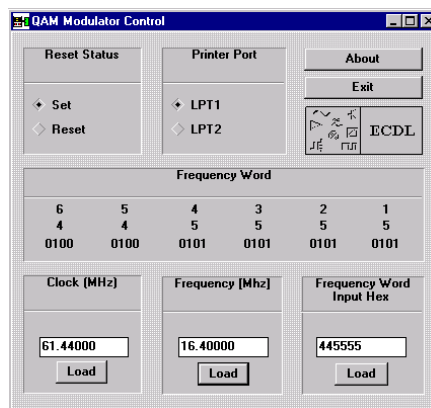 QAM Modulator Control
Reset Status
Printer Port
About
Exit
Set
LPT1
Reset
LPT2
ECDL
Frequency Word
6 5 4 3 2 1
4 4 5 5 5 5
0100 0100 0101 0101 0101 0101
Clock (MHz)
Frequency (Mhz)
Frequency Word
Input Hex
61.44000
16.40000
445555
Load
Load
Load